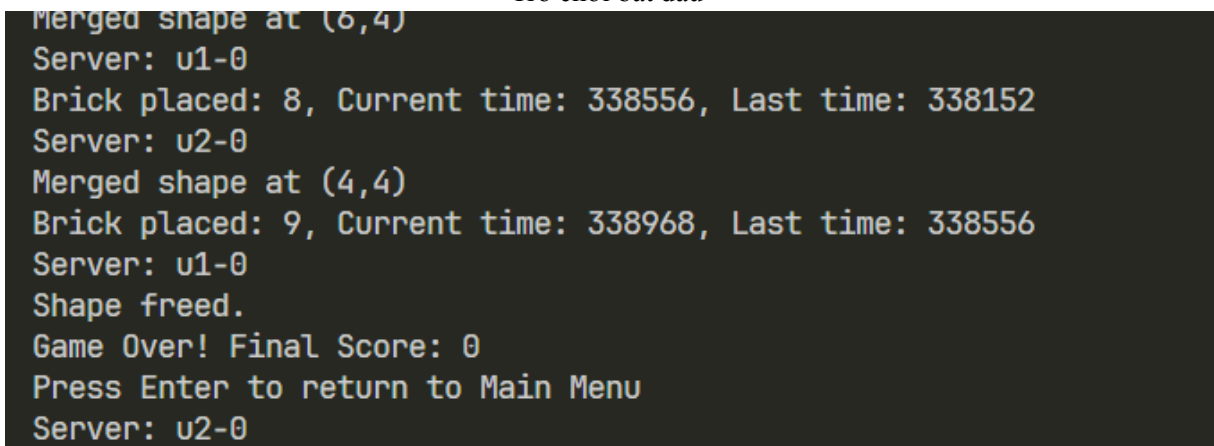 Merged shape at (6,4)
Server: u1-0
Brick placed: 8, Current time: 338556, Last time: 338152
Server: u2-0
Merged shape at (4,4)
Brick placed: 9, Current time: 338968, Last time: 338556
Server: u1-0
Shape freed.
Game Over! Final Score: 0
Press Enter to return to Main Menu
Server: u2-0